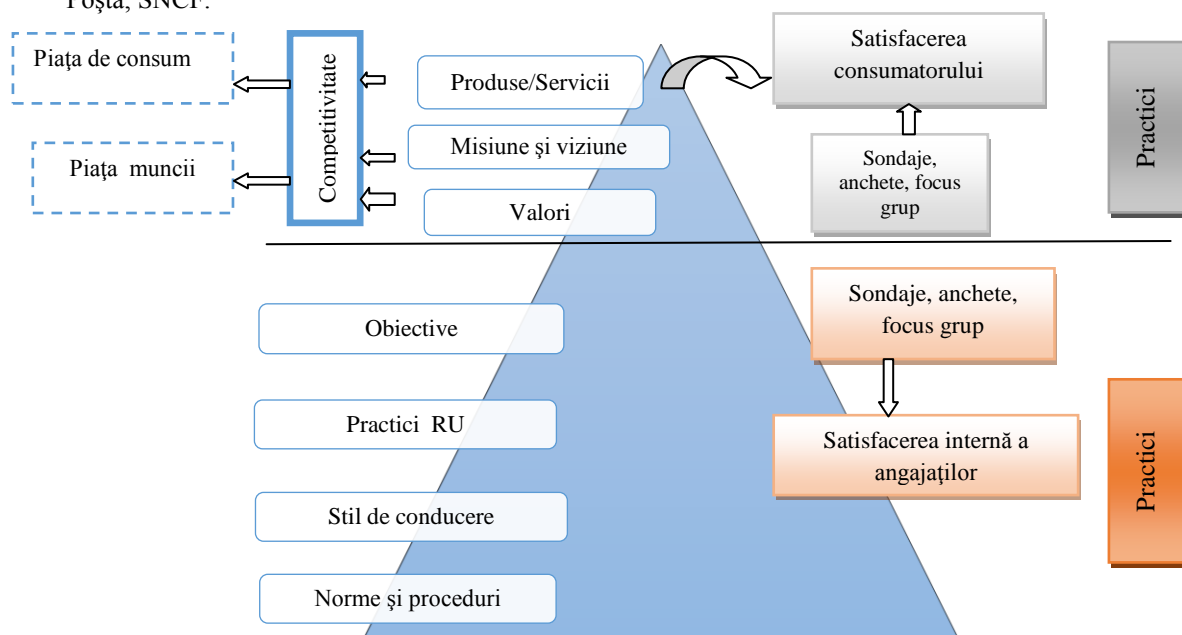 Poşta, SNCF.
Piaţa de consum
Piaţa muncii
Competitivitate
Produse/Servicii
Misiune şi viziune
Valori
Satisfacerea
consumatorului
Sondaje,
anchete, focus
grup
Practici
Obiective
Practici RU
Stil de conducere
Norme şi proceduri
Sondaje, anchete,
focus grup
Satisfacerea internă a
angajaţilor
Practici